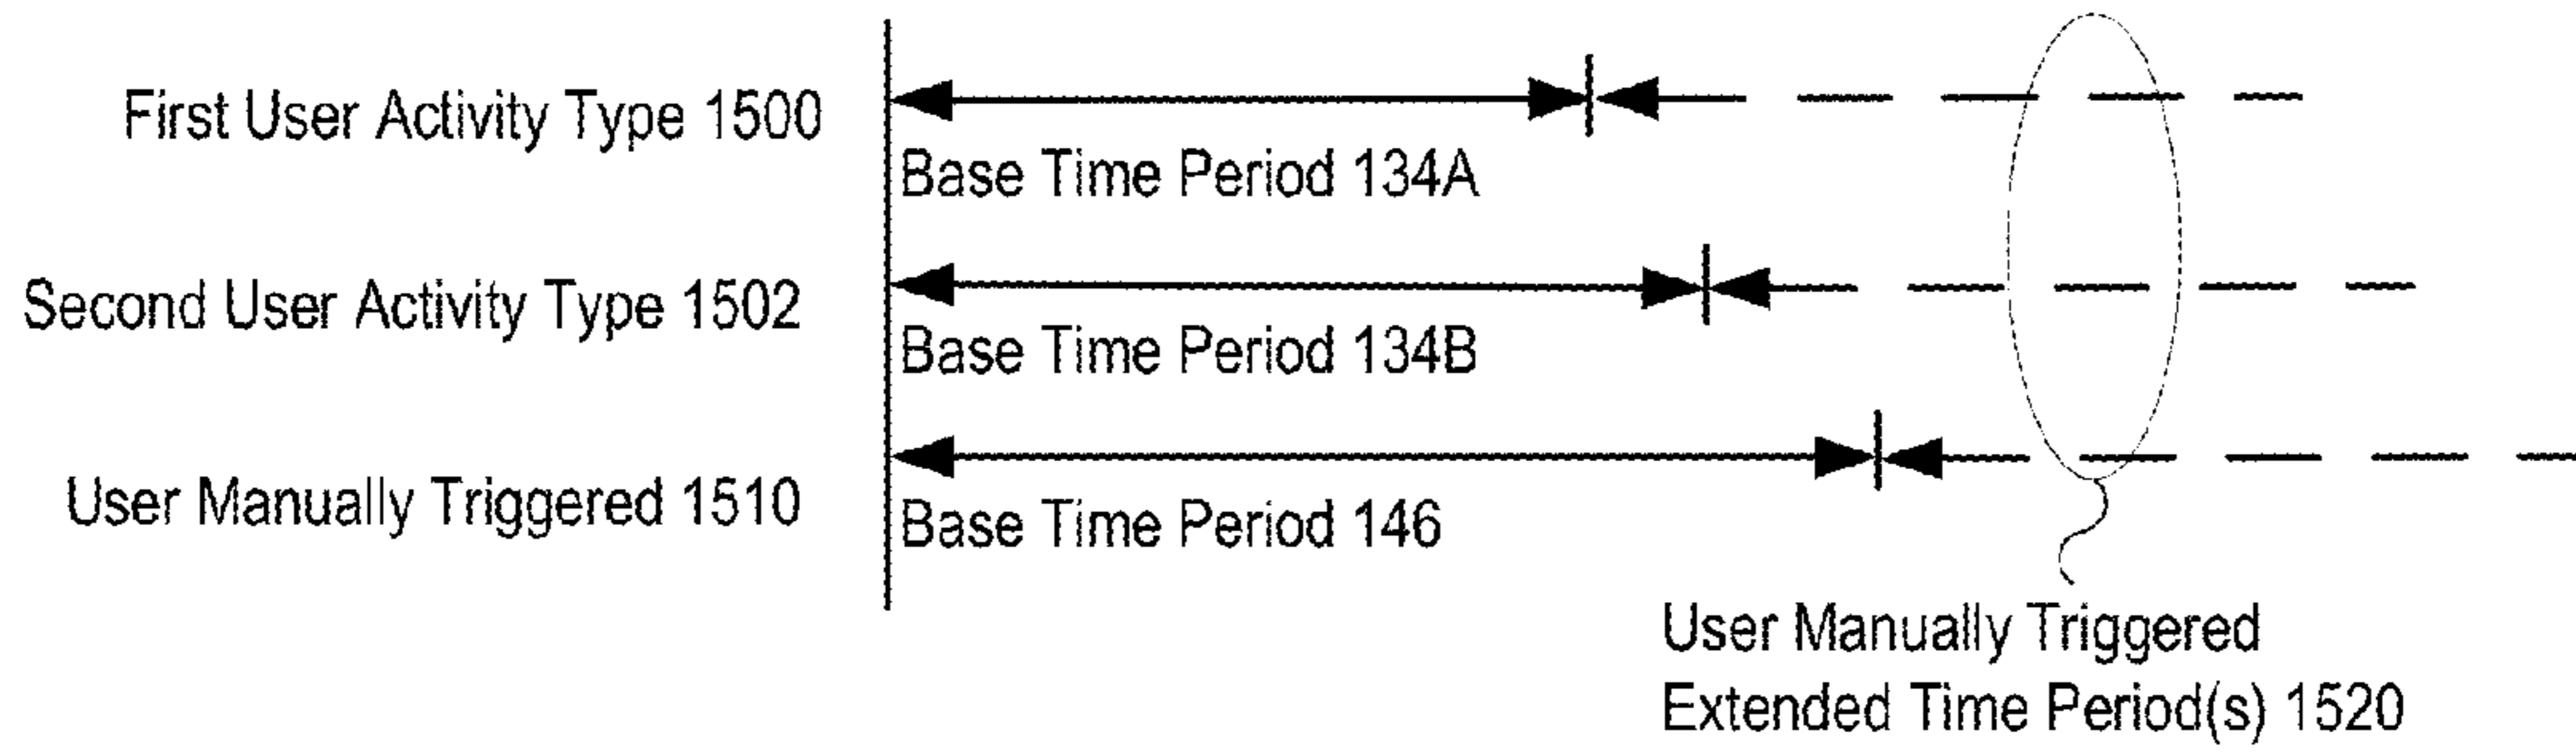 First User Activity Type 1500
Base Time Period 134A
Second User Activity Type 1502
Base Time Period 134B
User Manually Triggered 1510
Base Time Period 146
User Manually Triggered
Extended Time Period(s) 1520